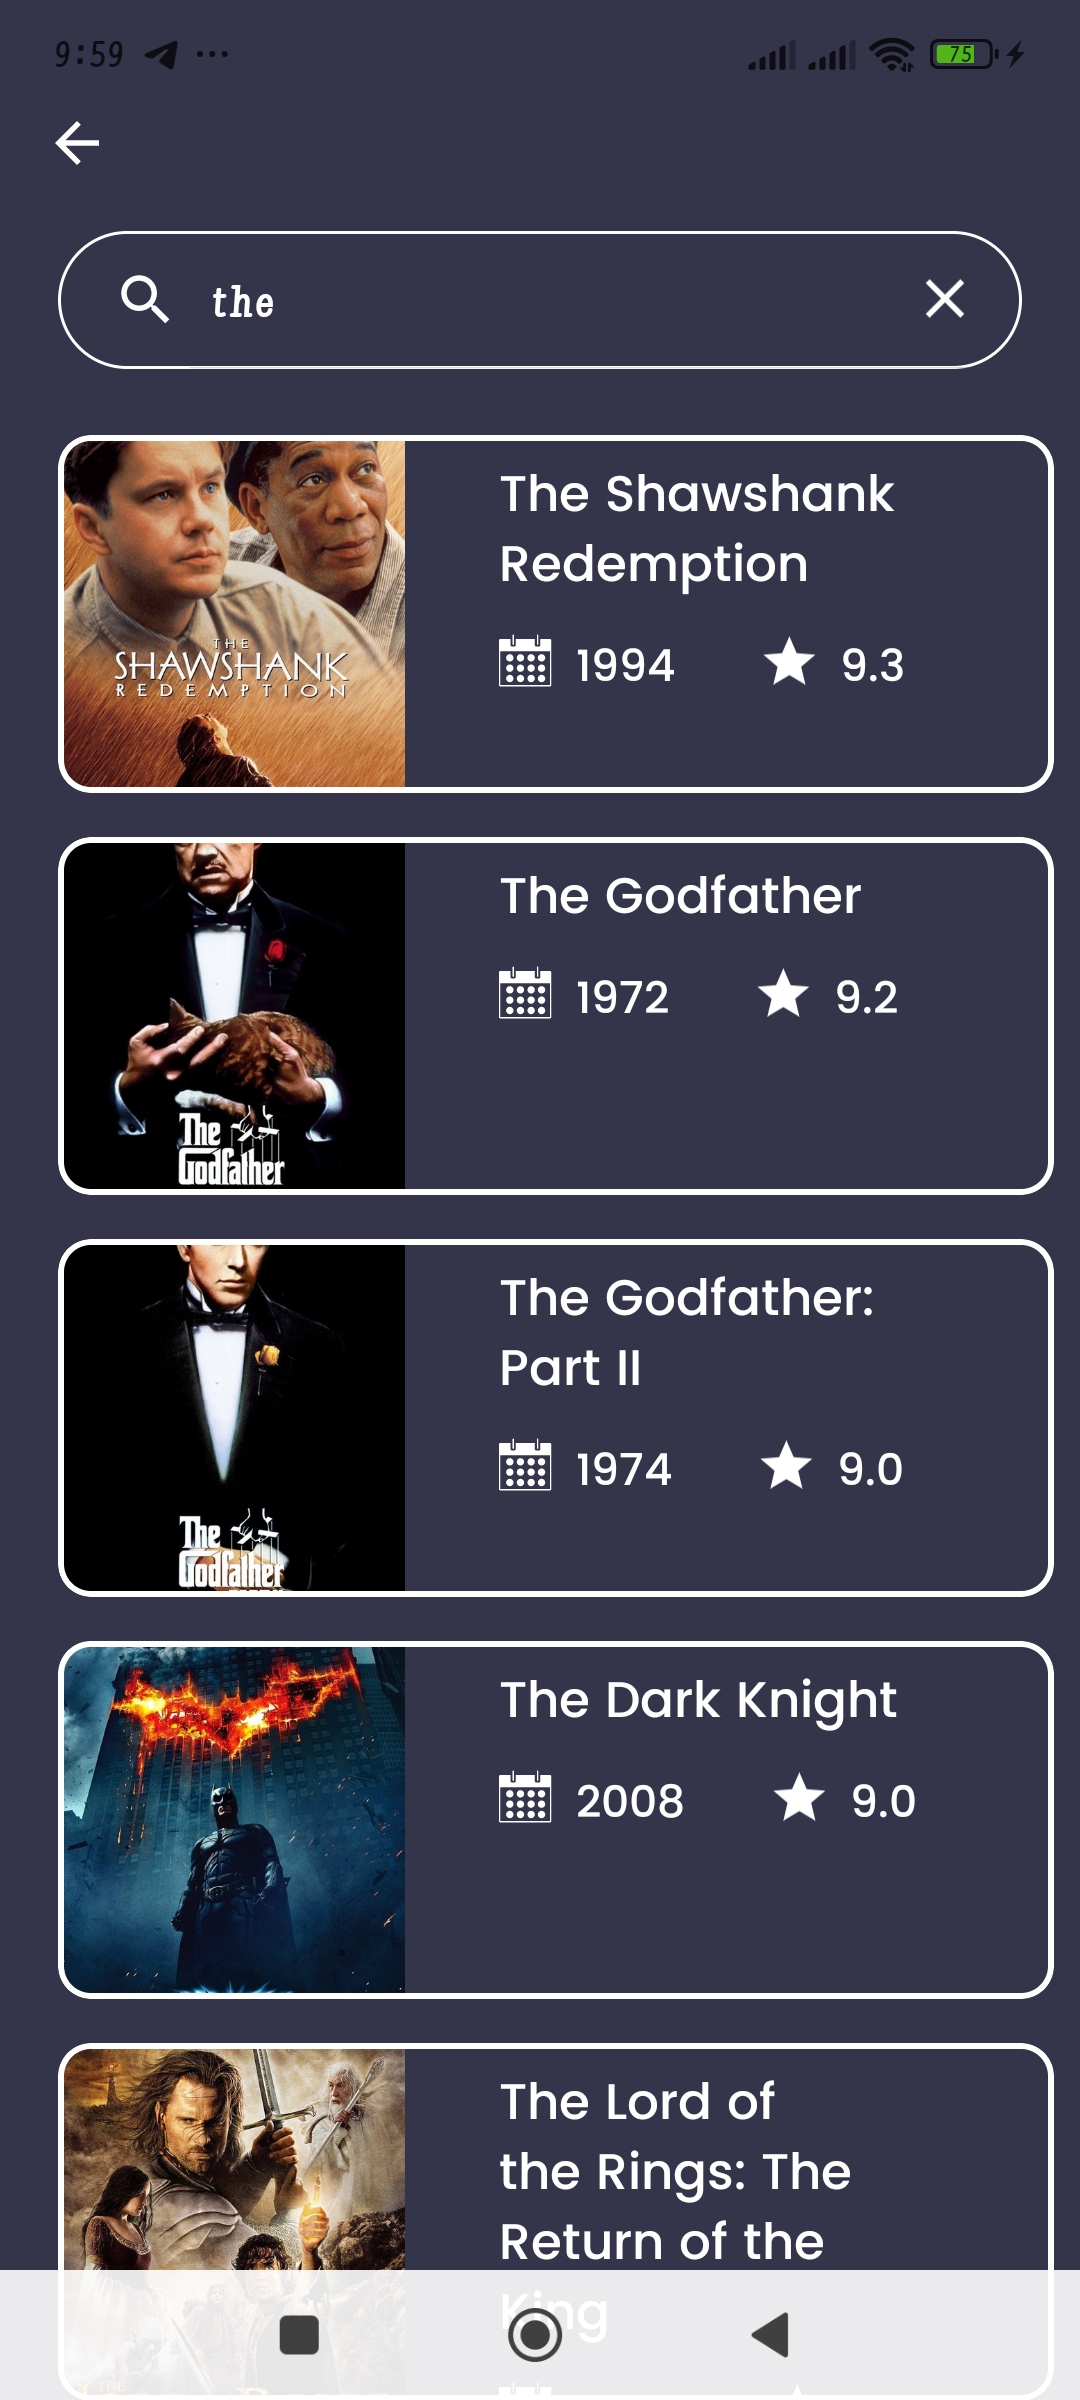 9:59
75
the
The Shawshank
Redemption
1994 9.3
THE
SHAWSHANK
REDEMPTION
The Godfather
1972 9.2
The
Godfather
The Godfather:
Part II
1974 9.0
The
Godfather
The Dark Knight
2008 9.0
The Lord of
the Rings: The
Return of the
King
THE